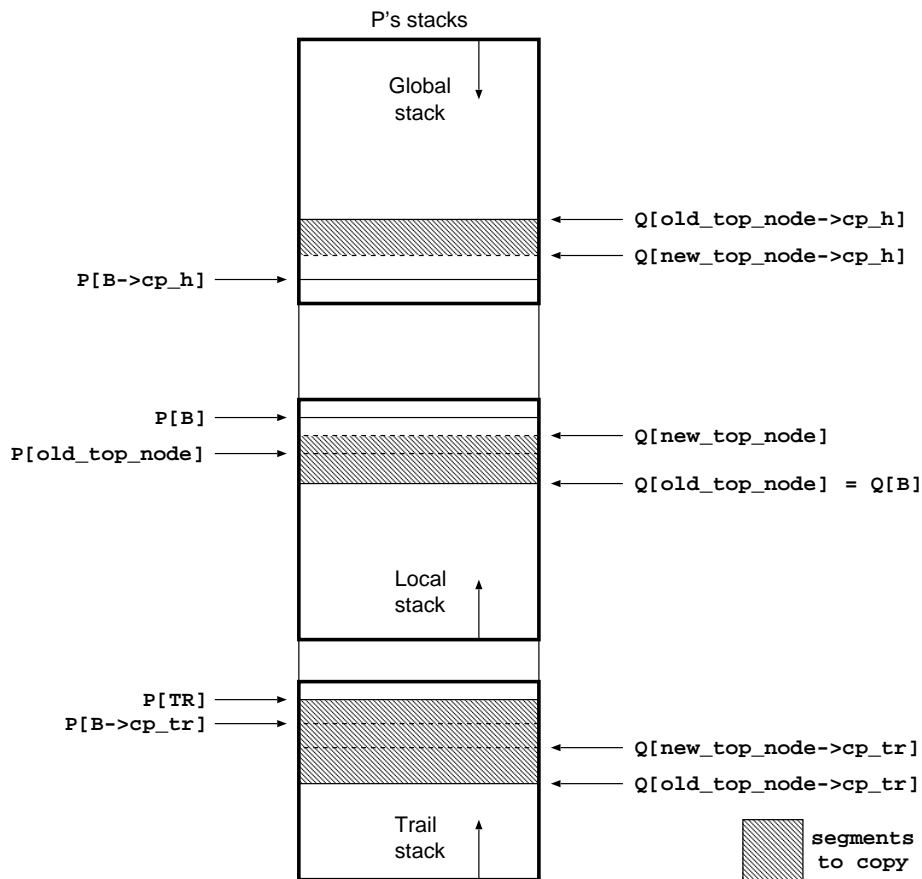 P's stacks
Global
stack
Q[old_top_node->cp_h]
Q[new_top_node->cp_h]
P[B->cp_h]
P[B]
Q[new_top_node]
P[old_top_node]
Q[old_top_node] = Q[B]
Local
stack
P[TR]
P[B->cp_tr]
Q[new_top_node->cp_tr]
Q[old_top_node->cp_tr]
Trail
stack
segments
to copy